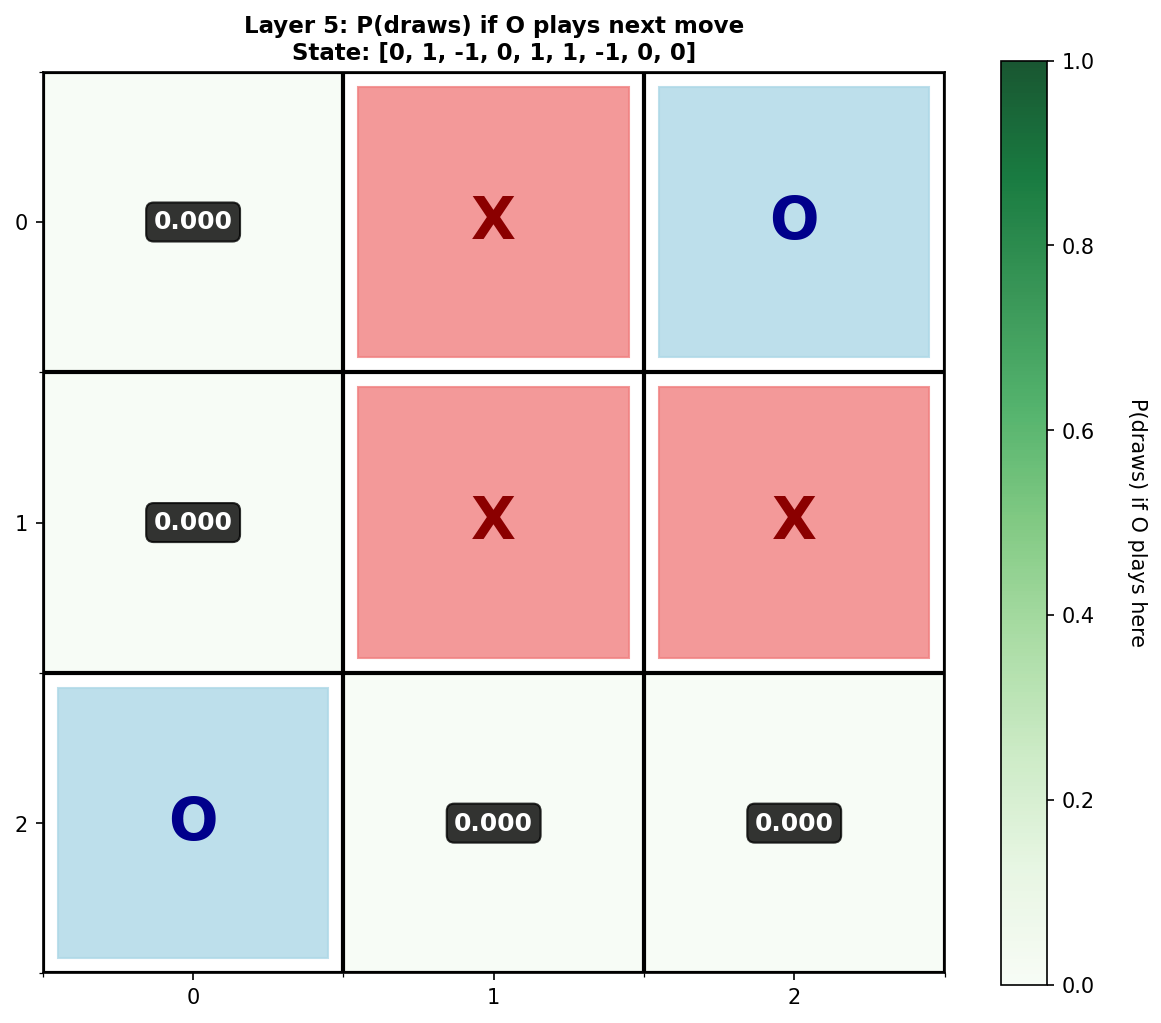 Layer 5: P(draws) if O plays next move
State: [0, 1, -1, 0, 1, 1, -1, 0, 0]
0.000
X
O
0
0.000
X
X
1
O
0.000
0.000
2
0
1
2
1.0
0.8
0.6
0.4
0.2
0.0
P(draws) if O plays here